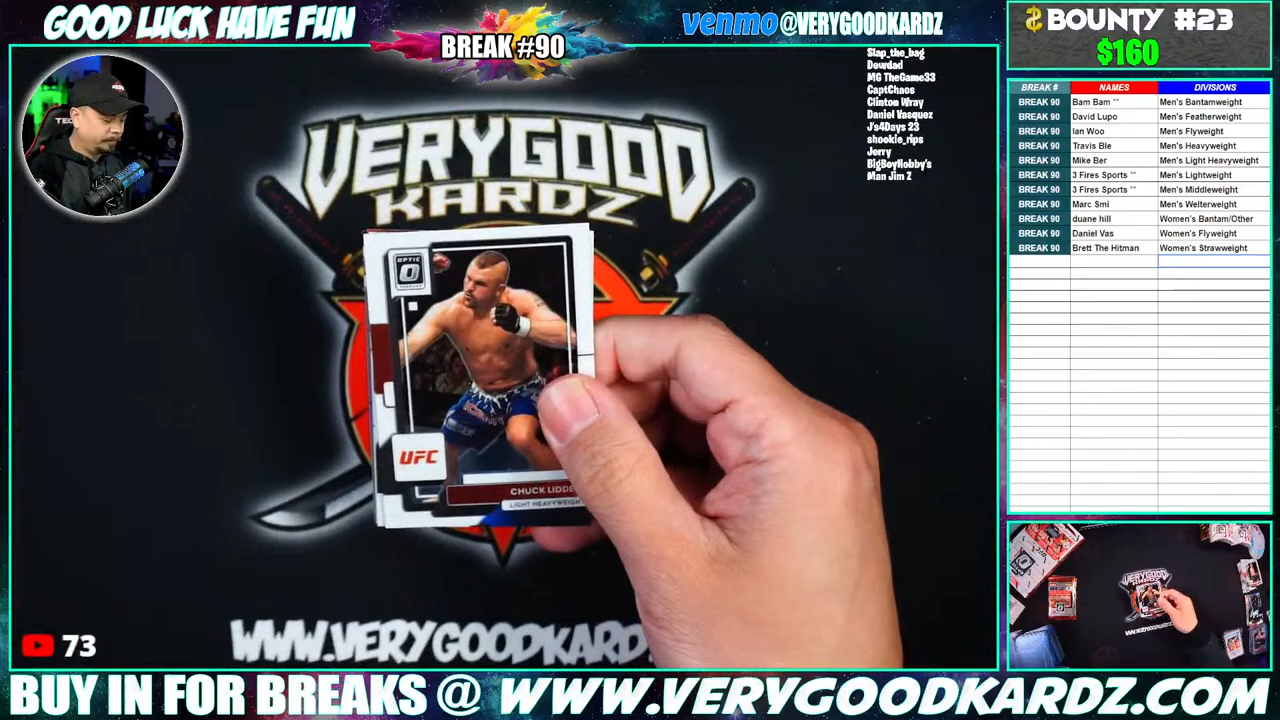 GOOD LUCK HAVE FUN
BREAK #90
venmo @VERYGOODKARDZ
$ BOUNTY #23
$160
Slap_the_bag
Dowdad
MG TheGame33
CaptChaos
Clinton Wray
Daniel Vasquez
J's4Days 23
shookie_rips
Jerry
BigBoyHobby's
Man Jim Z
BREAK # NAMES DIVISIONS
BREAK 90 Bam Bam ** Men's Bantamweight
BREAK 90 David Lupo Men's Featherweight
BREAK 90 Ian Woo Men's Flyweight
BREAK 90 Travis Ble Men's Heavyweight
BREAK 90 Mike Ber Men's Light Heavyweight
BREAK 90 3 Fires Sports ** Men's Lightweight
BREAK 90 3 Fires Sports ** Men's Middleweight
BREAK 90 Marc Smi Men's Welterweight
BREAK 90 duane hill Women's Bantam/Other
BREAK 90 Daniel Vas Women's Flyweight
BREAK 90 Brett The Hitman Women's Strawweight
VERYGOOD
KARDZ
OPTIC
UFC
CHUCK LIDDE
LIGHT HEAVYWEIGH
WWW.VERYGOODKARD
73
VERYGOOD
KARDZ
BUY IN FOR BREAKS @ WWW.VERYGOODKARDZ.COM